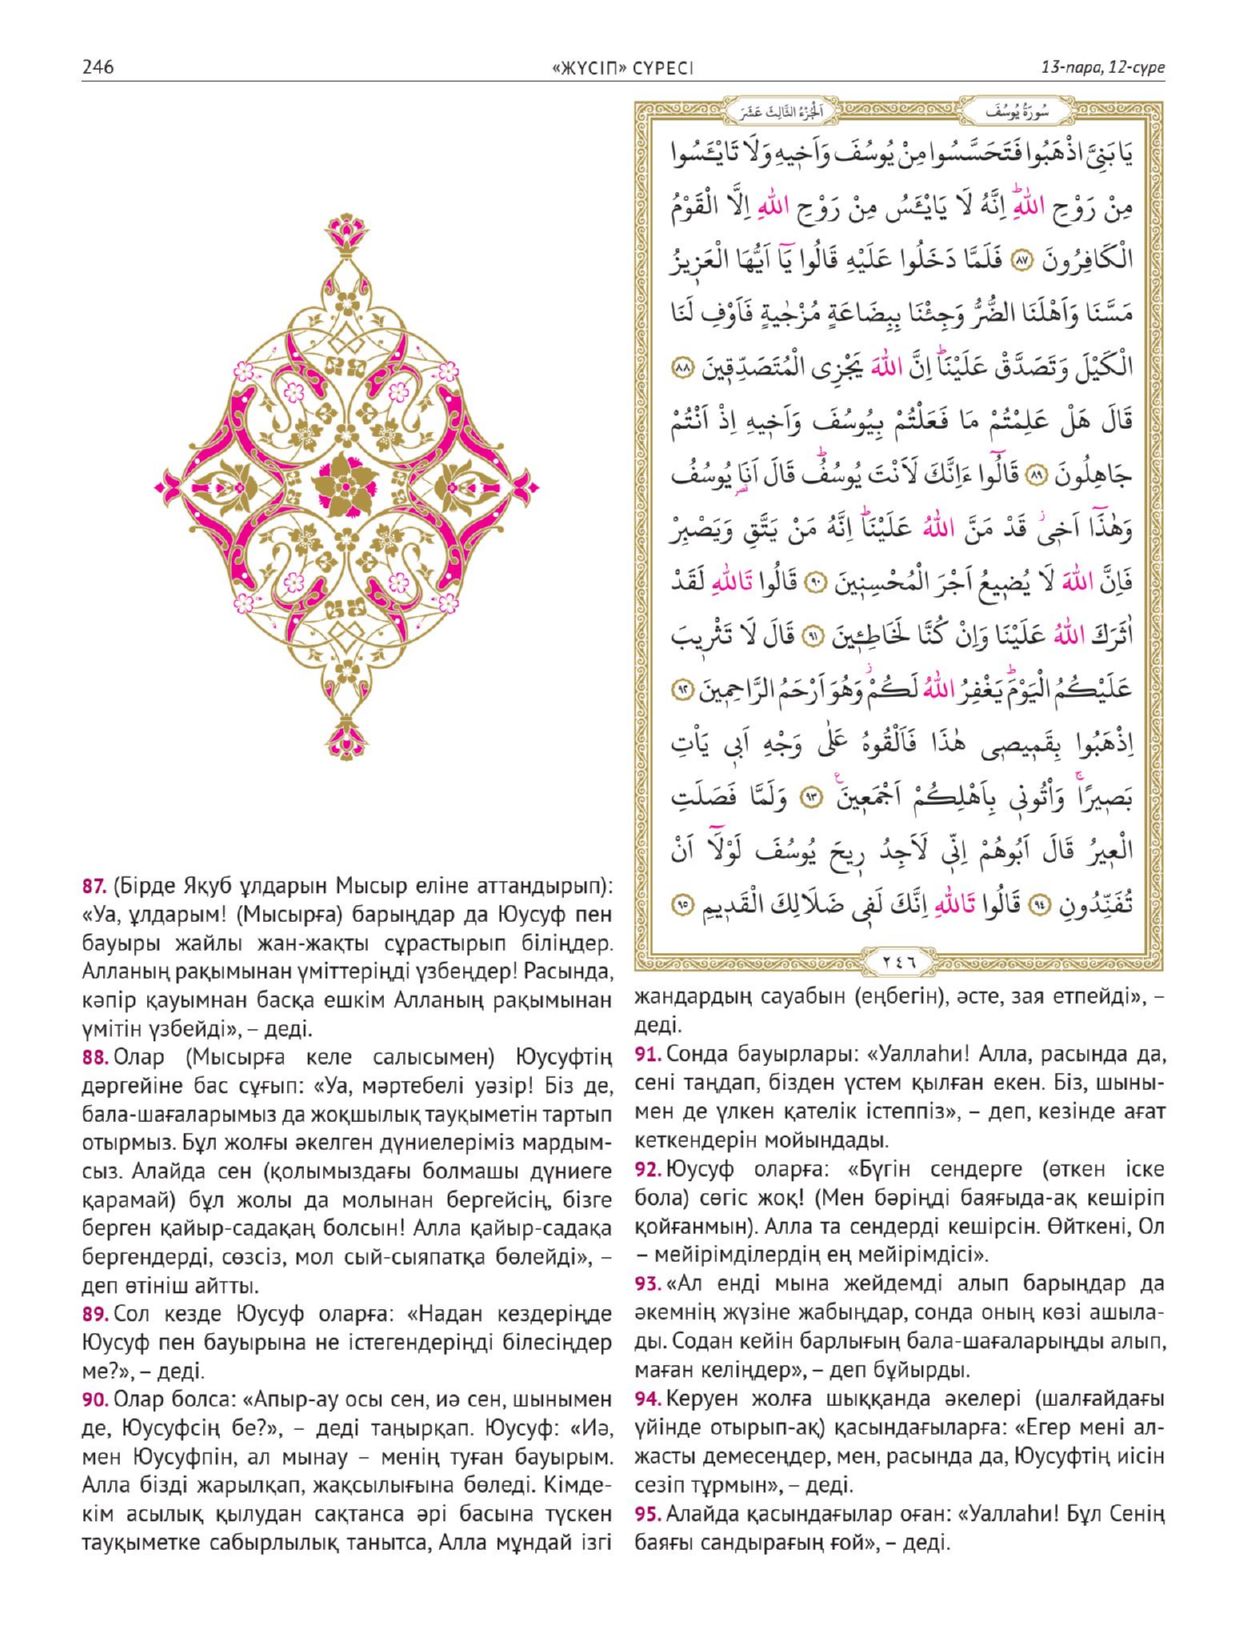 246
«ЖҮСІП» СҮРЕСІ
13-пара, 12-сүре
اَلْجُزْءُ الثَّالِثَ عَشَرَ
سُورَةُ يُوسُفَ
يَا بَنِيَّ اذْهَبُوا فَتَحَسَّسُوا مِنْ يُوسُفَ وَاَخ۪يهِ وَلَا تَايْـَٔسُوا
مِنْ رَوْحِ اللّٰهِۜ اِنَّهُ لَا يَايْـَٔسُ مِنْ رَوْحِ اللّٰهِ اِلَّا الْقَوْمُ
الْكَافِرُونَ ﴿٨٧﴾ فَلَمَّا دَخَلُوا عَلَيْهِ قَالُوا يَٓا اَيُّهَا الْعَز۪يزُ
مَسَّنَا وَاَهْلَنَا الضُّرُّ وَجِئْنَا بِبِضَاعَةٍ مُزْجٰيةٍ فَاَوْفِ لَنَا
الْكَيْلَ وَتَصَدَّقْ عَلَيْنَاۜ اِنَّ اللّٰهَ يَجْزِى الْمُتَصَدِّق۪ينَ ﴿٨٨﴾
قَالَ هَلْ عَلِمْتُمْ مَا فَعَلْتُمْ بِيُوسُفَ وَاَخ۪يهِ اِذْ اَنْتُمْ
جَاهِلُونَ ﴿٨٩﴾ قَالُٓوا ءَاِنَّكَ لَاَنْتَ يُوسُفُۜ قَالَ اَنَا۬ يُوسُفُ
وَهٰذَٓا اَخ۪ىۘ قَدْ مَنَّ اللّٰهُ عَلَيْنَاۜ اِنَّهُ مَنْ يَتَّقِ وَيَصْبِرْ
فَاِنَّ اللّٰهَ لَا يُض۪يعُ اَجْرَ الْمُحْسِن۪ينَ ﴿٩٠﴾ قَالُوا تَاللّٰهِ لَقَدْ
اٰثَرَكَ اللّٰهُ عَلَيْنَا وَاِنْ كُنَّا لَخَاطِـ۪ٔينَ ﴿٩١﴾ قَالَ لَا تَثْر۪يبَ
عَلَيْكُمُ الْيَوْمَۜ يَغْفِرُ اللّٰهُ لَكُمْۘ وَهُوَ اَرْحَمُ الرَّاحِم۪ينَ ﴿٩٢﴾
اِذْهَبُوا بِقَم۪يص۪ى هٰذَا فَاَلْقُوهُ عَلٰى وَجْهِ اَب۪ى يَاْتِ
بَص۪يرًاۚ وَاْتُون۪ى بِاَهْلِكُمْ اَجْمَع۪ينَ۟ ﴿٩٣﴾ وَلَمَّا فَصَلَتِ
الْع۪يرُ قَالَ اَبُوهُمْ اِنّ۪ى لَاَجِدُ ر۪يحَ يُوسُفَ لَوْلَٓا اَنْ
تُفَنِّدُونِ ﴿٩٤﴾ قَالُوا تَاللّٰهِ اِنَّكَ لَف۪ى ضَلَالِكَ الْقَد۪يمِ ﴿٩٥﴾
٢٤٦
87. (Бірде Яқуб ұлдарын Мысыр еліне аттандырып):
«Уа, ұлдарым! (Мысырға) барыңдар да Юусуф пен
бауыры жайлы жан-жақты сұрастырып біліңдер.
Алланың рақымынан үміттеріңді үзбеңдер! Расында,
кәпір қауымнан басқа ешкім Алланың рақымынан
үмітін үзбейді», – деді.
88. Олар (Мысырға келе салысымен) Юусуфтің
дәргейіне бас сұғып: «Уа, мәртебелі уәзір! Біз де,
бала-шағаларымыз да жоқшылық тауқыметін тартып
отырмыз. Бұл жолғы әкелген дүниелеріміз мардым-
сыз. Алайда сен (қолымыздағы болмашы дүниеге
қарамай) бұл жолы да молынан бергейсің, бізге
берген қайыр-садақаң болсын! Алла қайыр-садақа
бергендерді, сөзсіз, мол сый-сыяпатқа бөлейді», –
деп өтініш айтты.
89. Сол кезде Юусуф оларға: «Надан кездеріңде
Юусуф пен бауырына не істегендеріңді білесіңдер
ме?», – деді.
90. Олар болса: «Апыр-ау осы сен, иә сен, шынымен
де, Юусуфсің бе?», – деді таңырқап. Юусуф: «Иә,
мен Юусуфпін, ал мынау – менің туған бауырым.
Алла бізді жарылқап, жақсылығына бөледі. Кімде-
кім асылық қылудан сақтанса әрі басына түскен
тауқыметке сабырлылық танытса, Алла мұндай ізгі
жандардың сауабын (еңбегін), әсте, зая етпейді», –
деді.
91. Сонда бауырлары: «Уаллаһи! Алла, расында да,
сені таңдап, бізден үстем қылған екен. Біз, шыны-
мен де үлкен қателік істеппіз», – деп, кезінде ағат
кеткендерін мойындады.
92. Юусуф оларға: «Бүгін сендерге (өткен іске
бола) сөгіс жоқ! (Мен бәріңді баяғыда-ақ кешіріп
қойғанмын). Алла та сендерді кешірсін. Өйткені, Ол
– мейірімділердің ең мейірімдісі».
93. «Ал енді мына жейдемді алып барыңдар да
әкемнің жүзіне жабыңдар, сонда оның көзі ашыла-
ды. Содан кейін барлығың бала-шағаларыңды алып,
маған келіңдер», – деп бұйырды.
94. Керуен жолға шыққанда әкелері (шалғайдағы
үйінде отырып-ақ) қасындағыларға: «Егер мені ал-
жасты демесеңдер, мен, расында да, Юусуфтің иісін
сезіп тұрмын», – деді.
95. Алайда қасындағылар оған: «Уаллаһи! Бұл Сенің
баяғы сандырағың ғой», – деді.